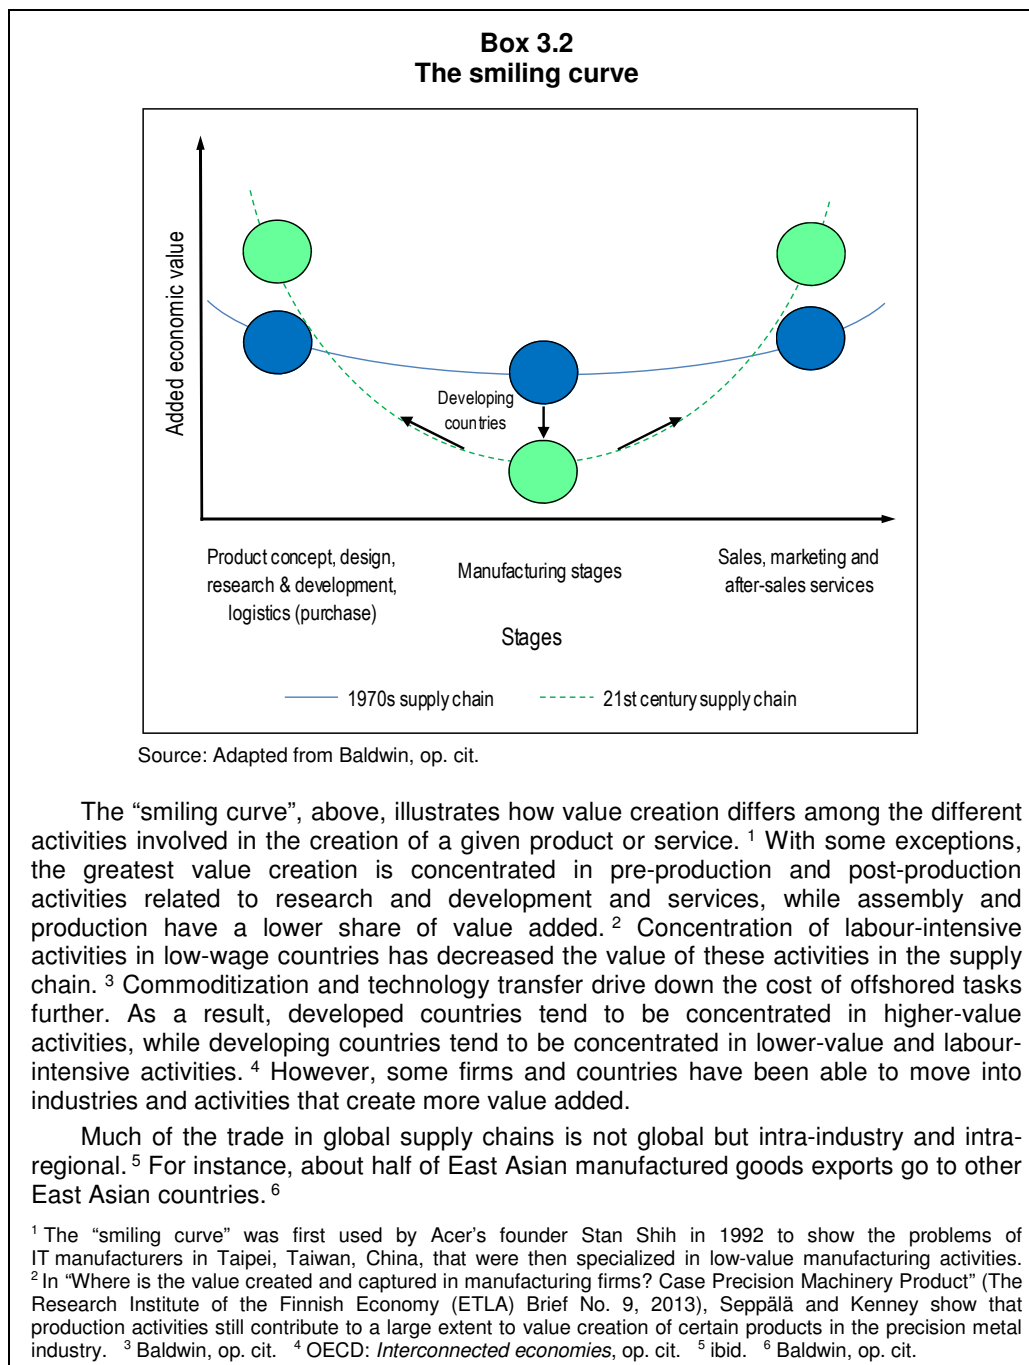 Box 3.2
The smiling curve
Added economic value
Developing
countries
Product concept, design,
research & development,
logistics (purchase)
Manufacturing stages
Sales, marketing and
after-sales services
Stages
1970s supply chain
21st century supply chain
Source: Adapted from Baldwin, op. cit.
The “smiling curve”, above, illustrates how value creation differs among the different
activities involved in the creation of a given product or service. ¹ With some exceptions,
the greatest value creation is concentrated in pre-production and post-production
activities related to research and development and services, while assembly and
production have a lower share of value added. ² Concentration of labour-intensive
activities in low-wage countries has decreased the value of these activities in the supply
chain. ³ Commoditization and technology transfer drive down the cost of offshored tasks
further. As a result, developed countries tend to be concentrated in higher-value
activities, while developing countries tend to be concentrated in lower-value and labour-
intensive activities. ⁴ However, some firms and countries have been able to move into
industries and activities that create more value added.
Much of the trade in global supply chains is not global but intra-industry and intra-
regional. ⁵ For instance, about half of East Asian manufactured goods exports go to other
East Asian countries. ⁶
¹ The “smiling curve” was first used by Acer’s founder Stan Shih in 1992 to show the problems of
IT manufacturers in Taipei, Taiwan, China, that were then specialized in low-value manufacturing activities.
² In “Where is the value created and captured in manufacturing firms? Case Precision Machinery Product” (The
Research Institute of the Finnish Economy (ETLA) Brief No. 9, 2013), Seppälä and Kenney show that
production activities still contribute to a large extent to value creation of certain products in the precision metal
industry. ³ Baldwin, op. cit. ⁴ OECD: Interconnected economies, op. cit. ⁵ ibid. ⁶ Baldwin, op. cit.